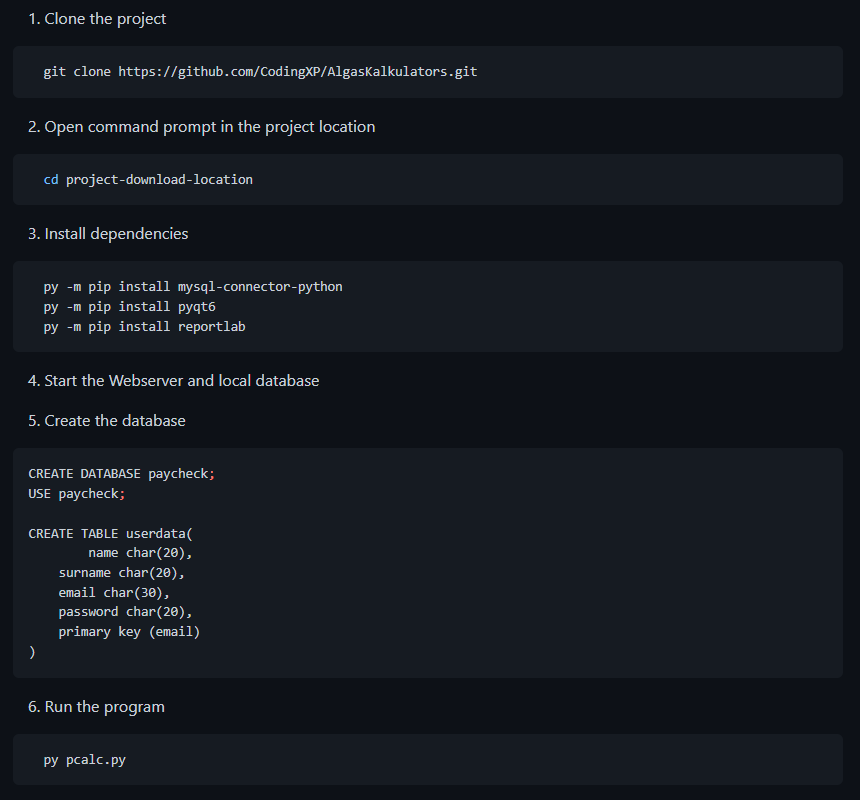 1. Clone the project
git clone https://github.com/CodingXP/AlgasKalkulators.git
2. Open command prompt in the project location
cd project-download-location
3. Install dependencies
py -m pip install mysql-connector-python
py -m pip install pyqt6
py -m pip install reportlab
4. Start the Webserver and local database
5. Create the database
CREATE DATABASE paycheck;
USE paycheck;
CREATE TABLE userdata(
name char(20),
surname char(20),
email char(30),
password char(20),
primary key (email)
)
6. Run the program
py pcalc.py